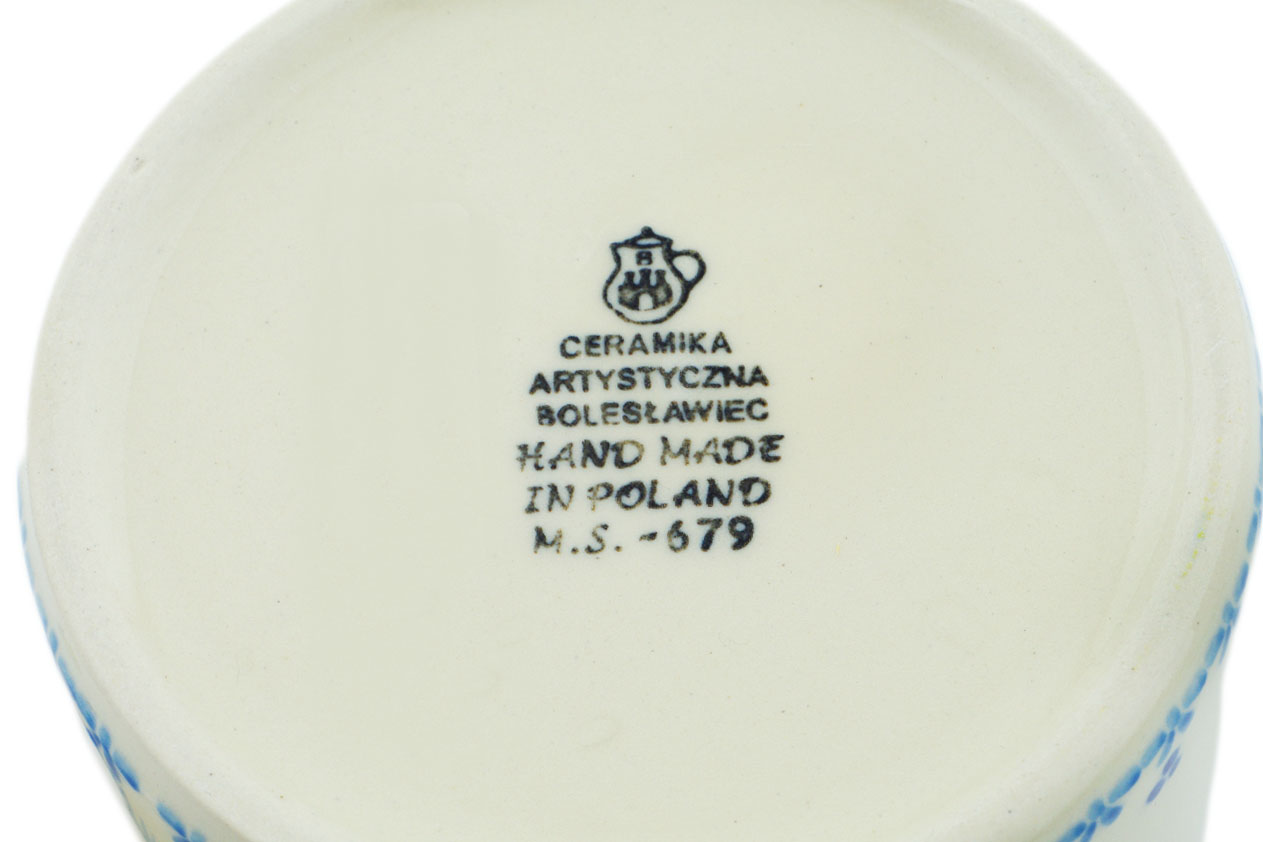 B
CERAMIKA
ARTYSTYCZNA
BOLESŁAWIEC
HAND MADE
IN POLAND
M.S. -679